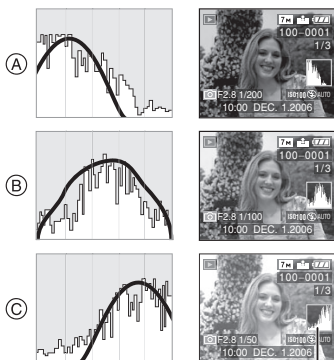 A
7M
100-0001
1/3
F2.8 1/200 ISO100 AUTO
10:00 DEC. 1.2006
B
7M
100-0001
1/3
F2.8 1/100 ISO100 AUTO
10:00 DEC. 1.2006
C
7M
100-0001
1/3
F2.8 1/50 ISO100 AUTO
10:00 DEC. 1.2006